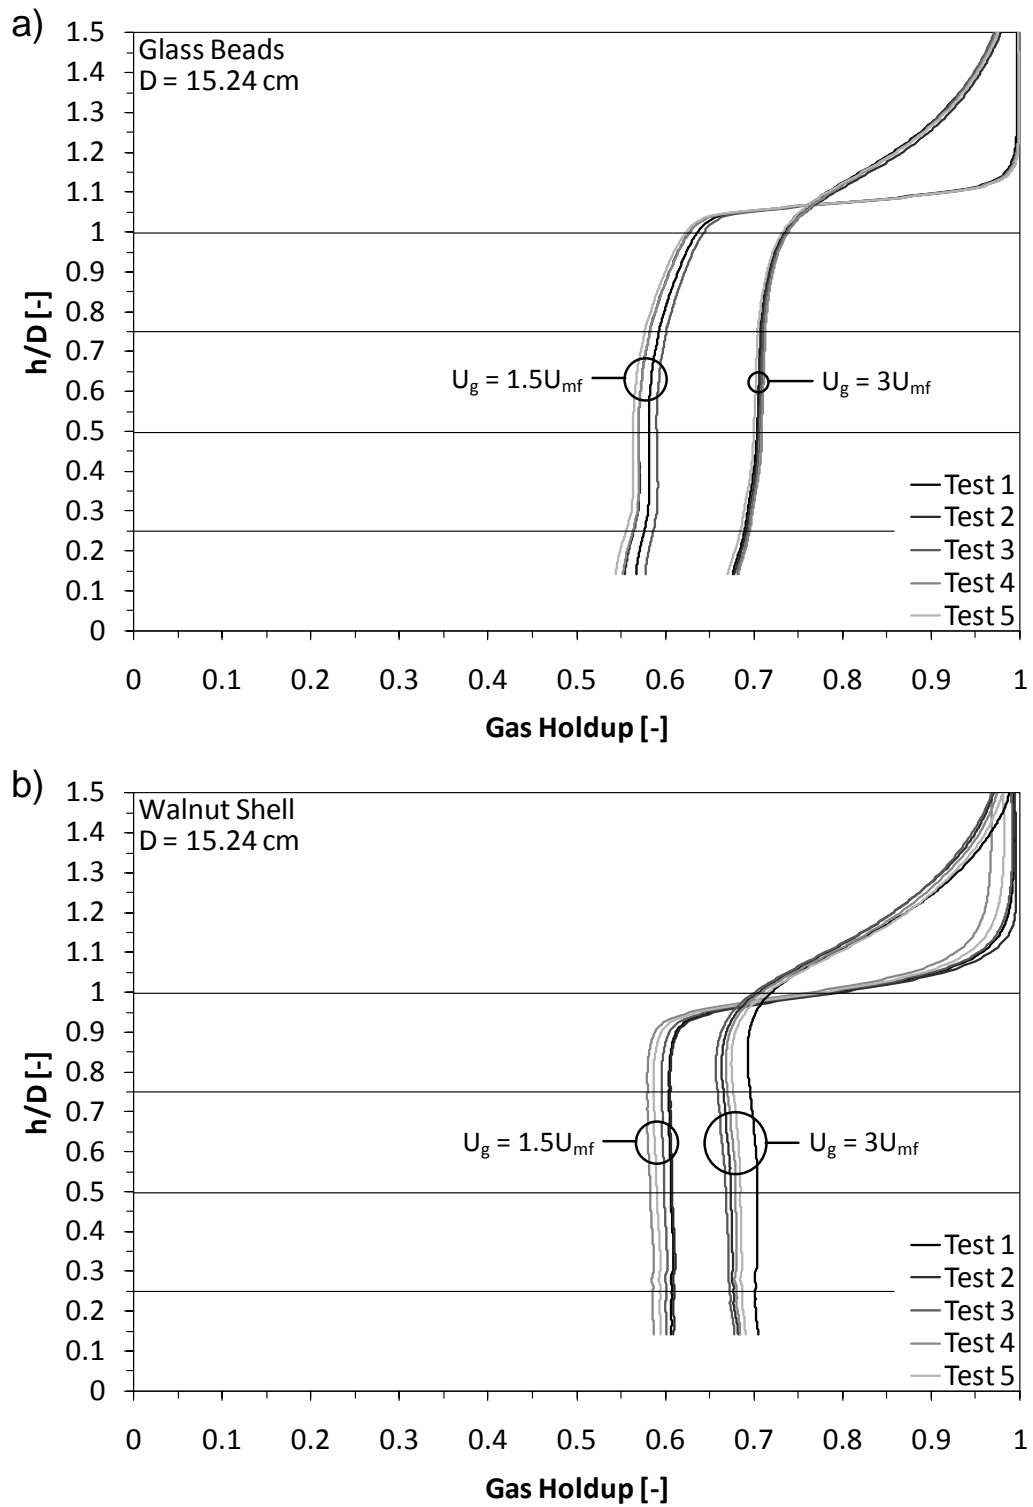 a)
Glass Beads
D = 15.24 cm
1.5
1.4
1.3
1.2
1.1
1
0.9
0.8
0.7
0.6
0.5
0.4
0.3
0.2
0.1
0
h/D [-]
Ug = 1.5Umf
Ug = 3Umf
Test 1
Test 2
Test 3
Test 4
Test 5
0 0.1 0.2 0.3 0.4 0.5 0.6 0.7 0.8 0.9 1
Gas Holdup [-]
b)
Walnut Shell
D = 15.24 cm
1.5
1.4
1.3
1.2
1.1
1
0.9
0.8
0.7
0.6
0.5
0.4
0.3
0.2
0.1
0
h/D [-]
Ug = 1.5Umf
Ug = 3Umf
Test 1
Test 2
Test 3
Test 4
Test 5
0 0.1 0.2 0.3 0.4 0.5 0.6 0.7 0.8 0.9 1
Gas Holdup [-]